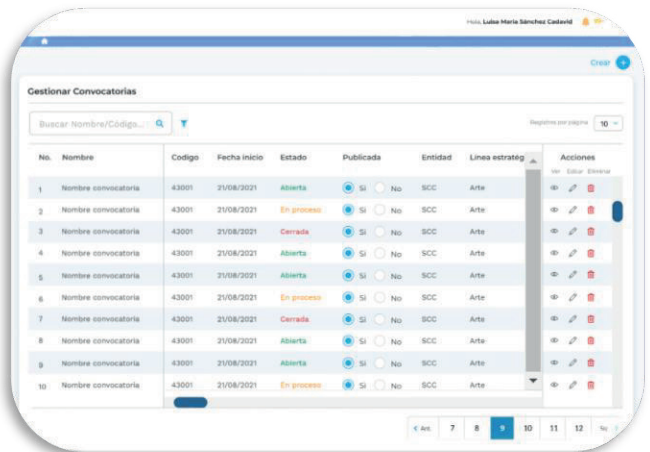 Hola, Luisa María Sánchez Cadavid
Crear
Gestionar Convocatorias
Buscar Nombre/Código...
Registros por página 10
No. Nombre Codigo Fecha inicio Estado Publicada Entidad Línea estratég Acciones
Ver Editar Eliminar
1 Nombre convocatoria 43001 21/08/2021 Abierta Si No SCC Arte
2 Nombre convocatoria 43001 21/08/2021 En proceso Si No SCC Arte
3 Nombre convocatoria 43001 21/08/2021 Cerrada Si No SCC Arte
4 Nombre convocatoria 43001 21/08/2021 Abierta Si No SCC Arte
5 Nombre convocatoria 43001 21/08/2021 Abierta Si No SCC Arte
6 Nombre convocatoria 43001 21/08/2021 En proceso Si No SCC Arte
7 Nombre convocatoria 43001 21/08/2021 Cerrada Si No SCC Arte
8 Nombre convocatoria 43001 21/08/2021 Abierta Si No SCC Arte
9 Nombre convocatoria 43001 21/08/2021 Abierta Si No SCC Arte
10 Nombre convocatoria 43001 21/08/2021 En proceso Si No SCC Arte
Ant. 7 8 9 10 11 12